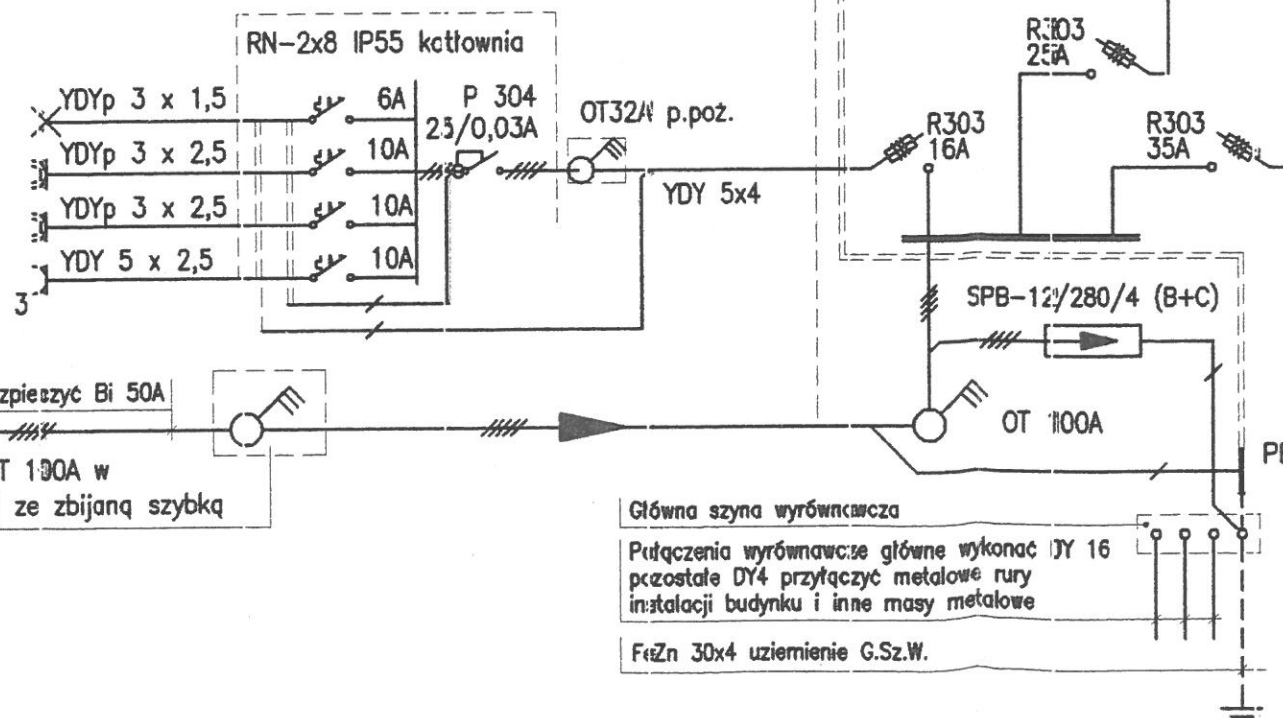 RN-2x8 IP55 kotłownia
YDYp 3 x 1,5
6A
P 304
25/0,03A
OT32A p.poż.
YDYp 3 x 2,5
10A
YDYp 3 x 2,5
10A
YDY 5 x 2,5
10A
3
YDY 5x4
R303
25A
R303
16A
R303
35A
SPB-12/280/4 (B+C)
zpieczyć Bi 50A
T 100A w
ze zbijaną szybką
OT 100A
Główna szyna wyrównawcza
Połączenia wyrównawcze główne wykonać DY 16
pozostałe DY4 przyłączyć metalowe rury
instalacji budynku i inne masy metalowe
FeZn 30x4 uziemienie G.Sz.W.